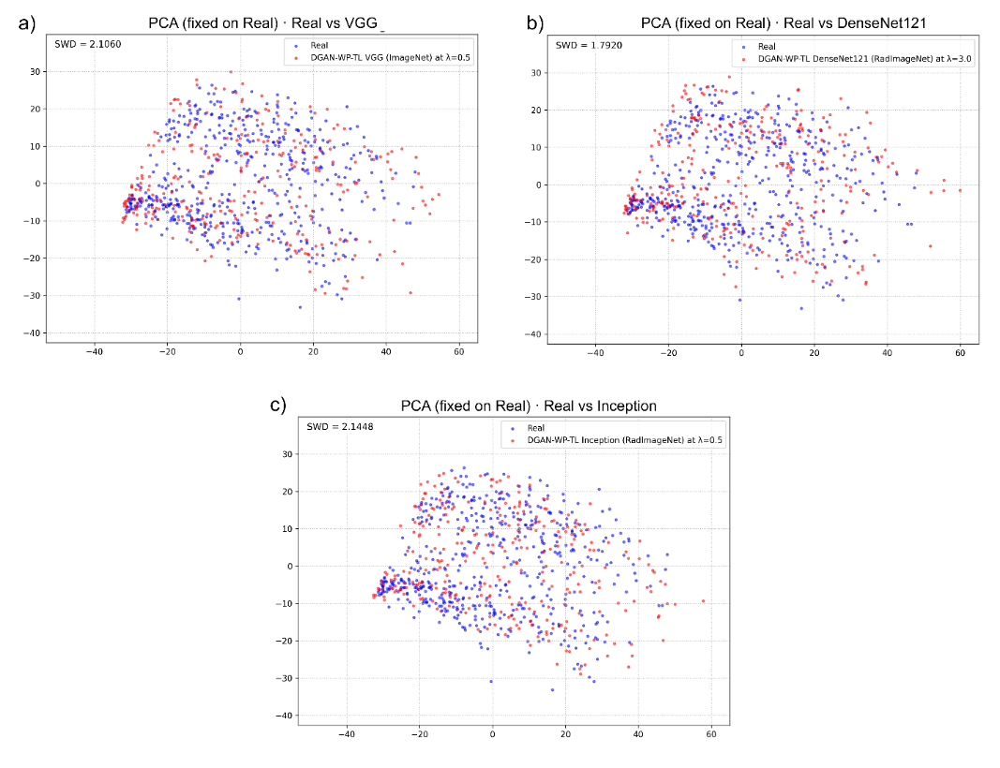 a)
PCA (fixed on Real) · Real vs VGG_
SWD = 2.1060
Real
DGAN-WP-TL VGG (ImageNet) at λ=0.5
30
20
10
0
−10
−20
−30
−40
−40 −20 0 20 40 60
b)
PCA (fixed on Real) · Real vs DenseNet121
SWD = 1.7920
Real
DGAN-WP-TL DenseNet121 (RadImageNet) at λ=3.0
30
20
10
0
−10
−20
−30
−40
−40 −20 0 20 40 60
c)
PCA (fixed on Real) · Real vs Inception
SWD = 2.1448
Real
DGAN-WP-TL Inception (RadImageNet) at λ=0.5
30
20
10
0
−10
−20
−30
−40
−40 −20 0 20 40 60